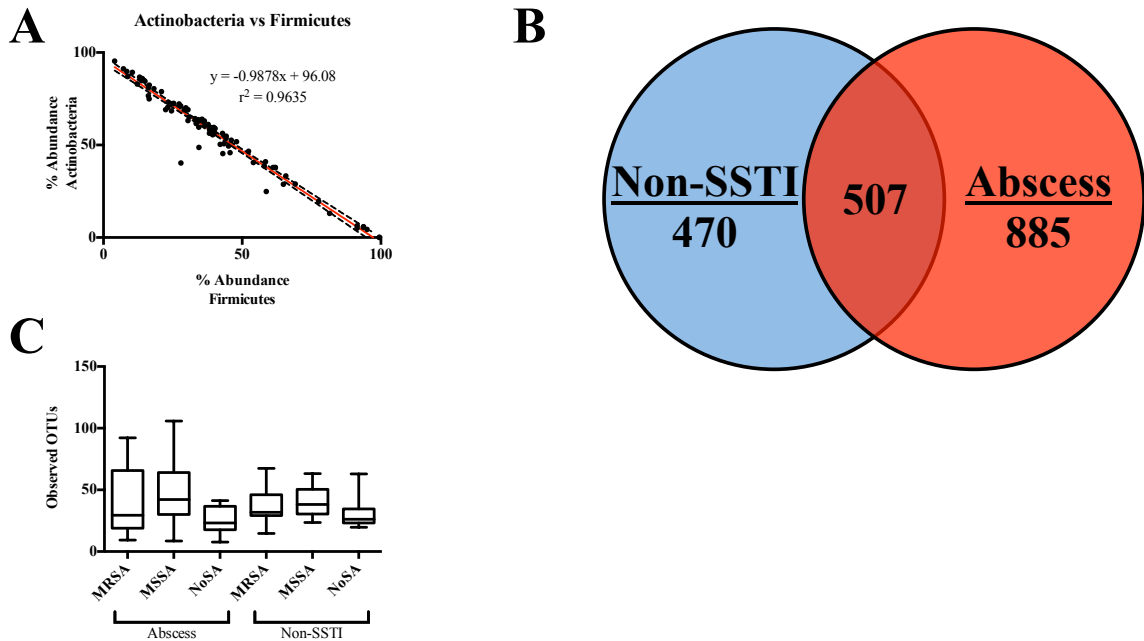 A
Actinobacteria vs Firmicutes
100
50
0
% Abundance
Actinobacteria
y = -0.9878x + 96.08
r² = 0.9635
0
50
100
% Abundance
Firmicutes
B
Non-SSTI
470
507
Abscess
885
C
150
100
50
0
Observed OTUs
MRSA
MSSA
NoSA
MRSA
MSSA
NoSA
Abscess
Non-SSTI